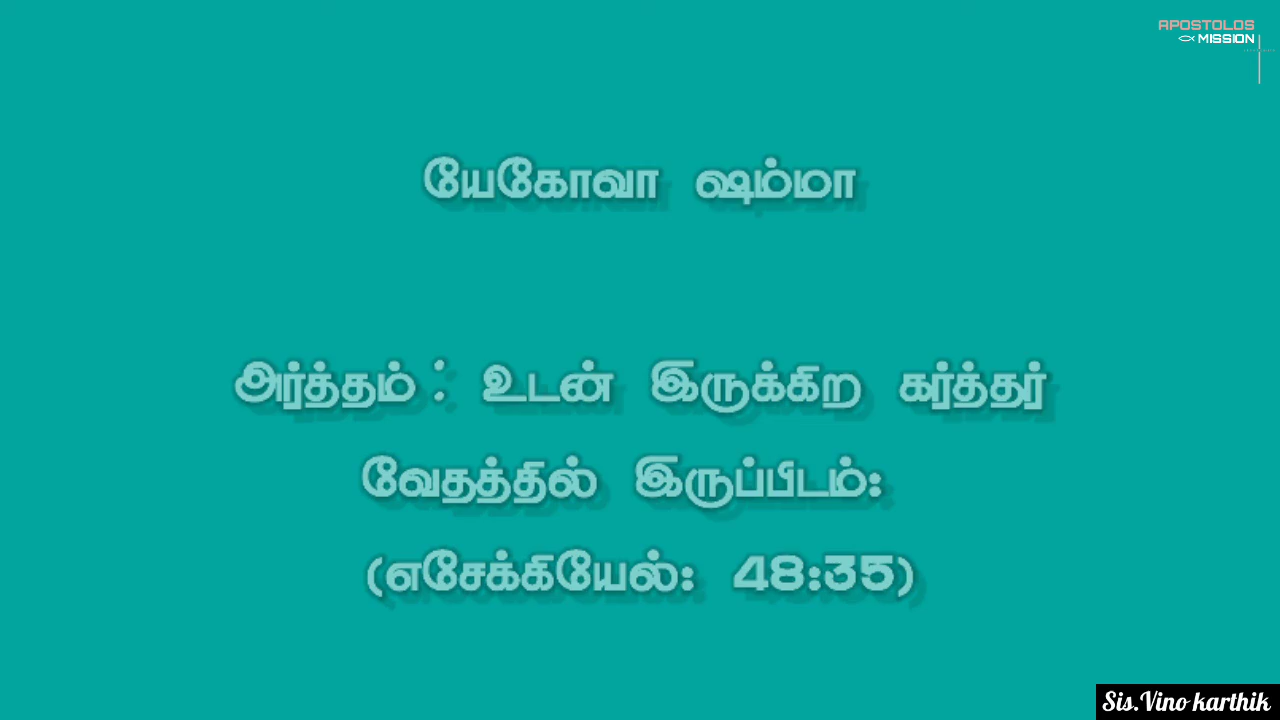 APOSTOLOS
MISSION
யேகோவா ஷம்மா
அர்த்தம் : உடன் இருக்கிற கர்த்தர்
வேதத்தில் இருப்பிடம்:
(எசேக்கியேல்: 48:35)
Sis.Vino karthik